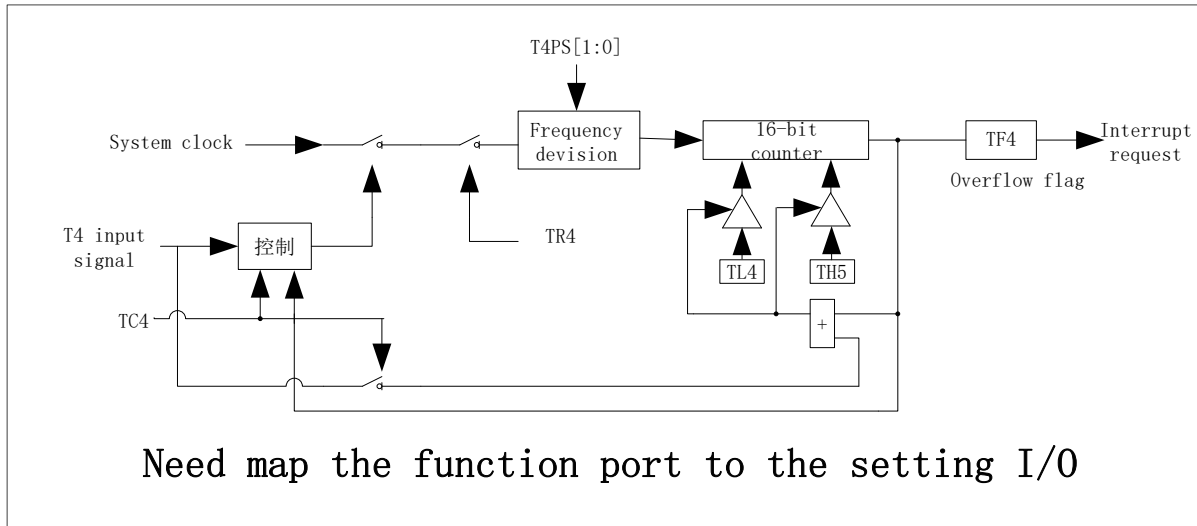 T4PS[1:0]
System clock
Frequency
devision
16-bit
counter
TF4
Interrupt
request
Overflow flag
T4 input
signal
控制
TR4
TL4
TH5
TC4
+
Need map the function port to the setting I/O